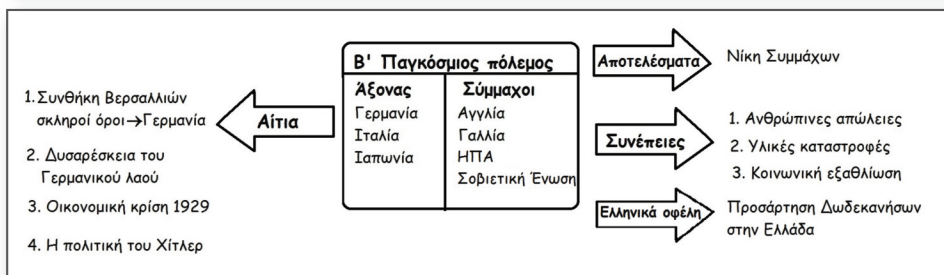 1. Συνθήκη Βερσαλλιών
σκληροί όροι→Γερμανία
2. Δυσαρέσκεια του
Γερμανικού λαού
3. Οικονομική κρίση 1929
4. Η πολιτική του Χίτλερ
Αίτια
Β' Παγκόσμιος πόλεμος
Άξονας
Γερμανία
Ιταλία
Ιαπωνία
Σύμμαχοι
Αγγλία
Γαλλία
ΗΠΑ
Σοβιετική Ένωση
Αποτελέσματα
Νίκη Συμμάχων
Συνέπειες
1. Ανθρώπινες απώλειες
2. Υλικές καταστροφές
3. Κοινωνική εξαθλίωση
Ελληνικά οφέλη
Προσάρτηση Δωδεκανήσων
στην Ελλάδα